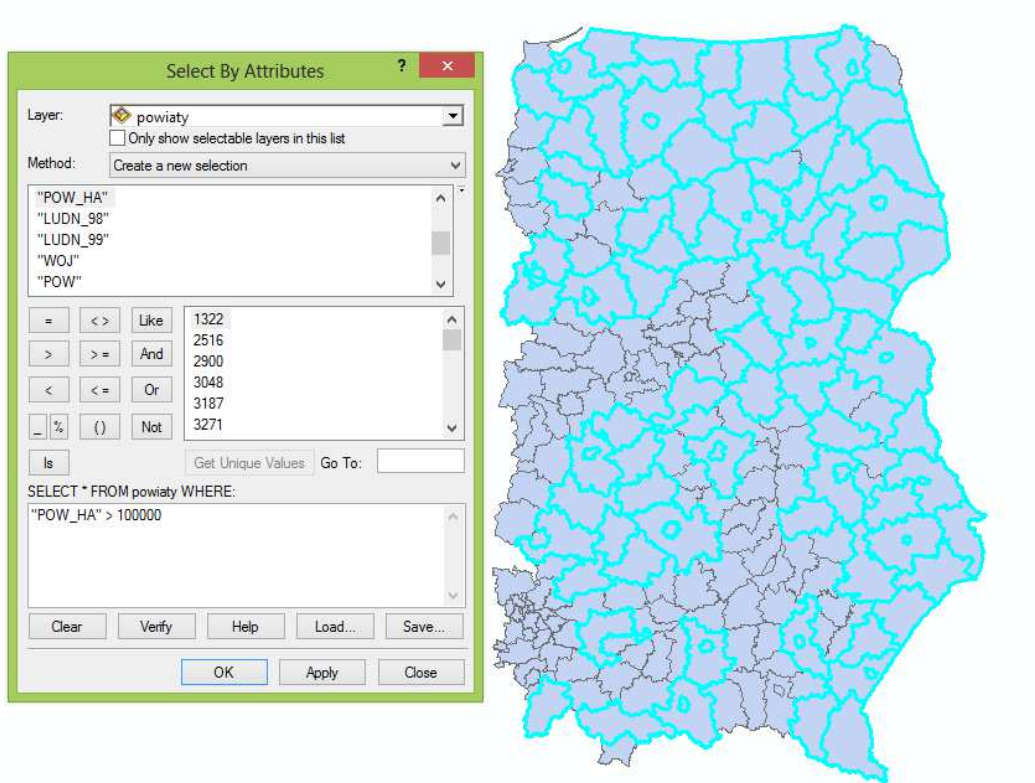 Select By Attributes
? ×
Layer: powiaty
Only show selectable layers in this list
Method: Create a new selection
"POW_HA"
"LUDN_98"
"LUDN_99"
"WOJ"
"POW"
= < > Like
> > = And
< < = Or
_ % () Not
Is
1322
2516
2900
3048
3187
3271
Get Unique Values Go To:
SELECT * FROM powiaty WHERE:
"POW_HA" > 100000
Clear Verify Help Load... Save...
OK Apply Close